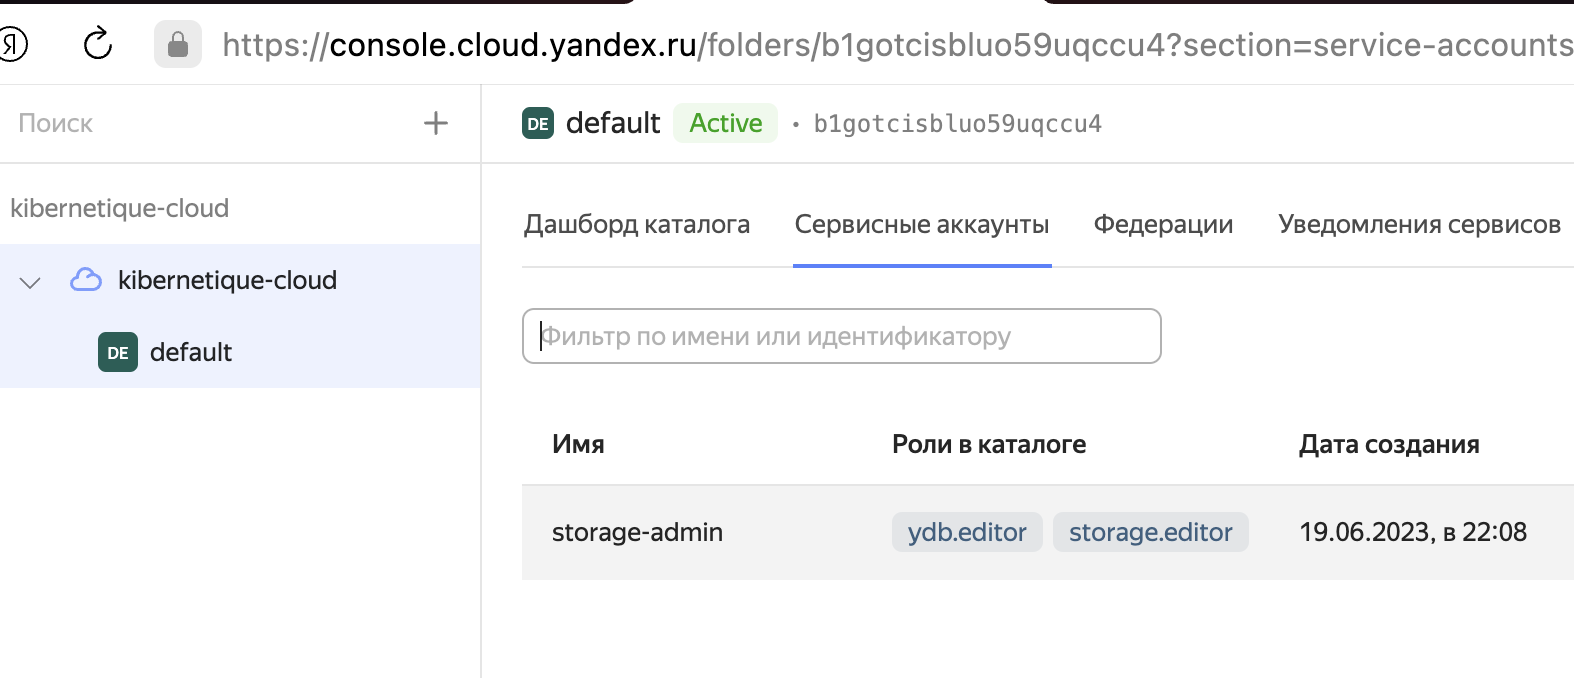 Я https://console.cloud.yandex.ru/folders/b1gotcisbluo59uqccu4?section=service-accounts
Поиск
DE default Active • b1gotcisbluo59uqccu4
kibernetique-cloud
kibernetique-cloud
DE default
Дашборд каталога Сервисные аккаунты Федерации Уведомления сервисов
Фильтр по имени или идентификатору
Имя Роли в каталоге Дата создания
storage-admin ydb.editor storage.editor 19.06.2023, в 22:08